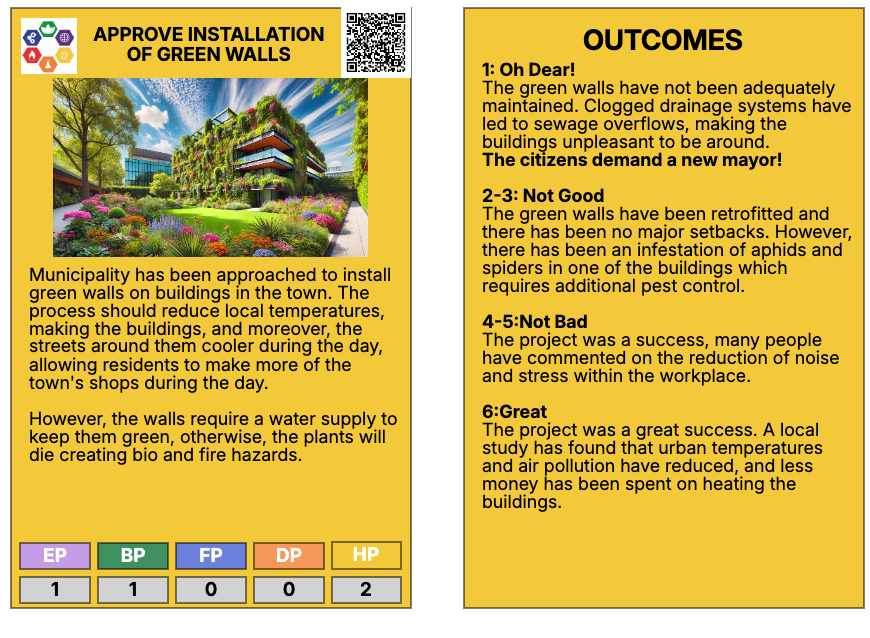 APPROVE INSTALLATION
OF GREEN WALLS
Municipality has been approached to install
green walls on buildings in the town. The
process should reduce local temperatures,
making the buildings, and moreover, the
streets around them cooler during the day,
allowing residents to make more of the
town's shops during the day.
However, the walls require a water supply to
keep them green, otherwise, the plants will
die creating bio and fire hazards.
EP BP FP DP HP
1 1 0 0 2
OUTCOMES
1: Oh Dear!
The green walls have not been adequately
maintained. Clogged drainage systems have
led to sewage overflows, making the
buildings unpleasant to be around.
The citizens demand a new mayor!
2-3: Not Good
The green walls have been retrofitted and
there has been no major setbacks. However,
there has been an infestation of aphids and
spiders in one of the buildings which
requires additional pest control.
4-5:Not Bad
The project was a success, many people
have commented on the reduction of noise
and stress within the workplace.
6:Great
The project was a great success. A local
study has found that urban temperatures
and air pollution have reduced, and less
money has been spent on heating the
buildings.